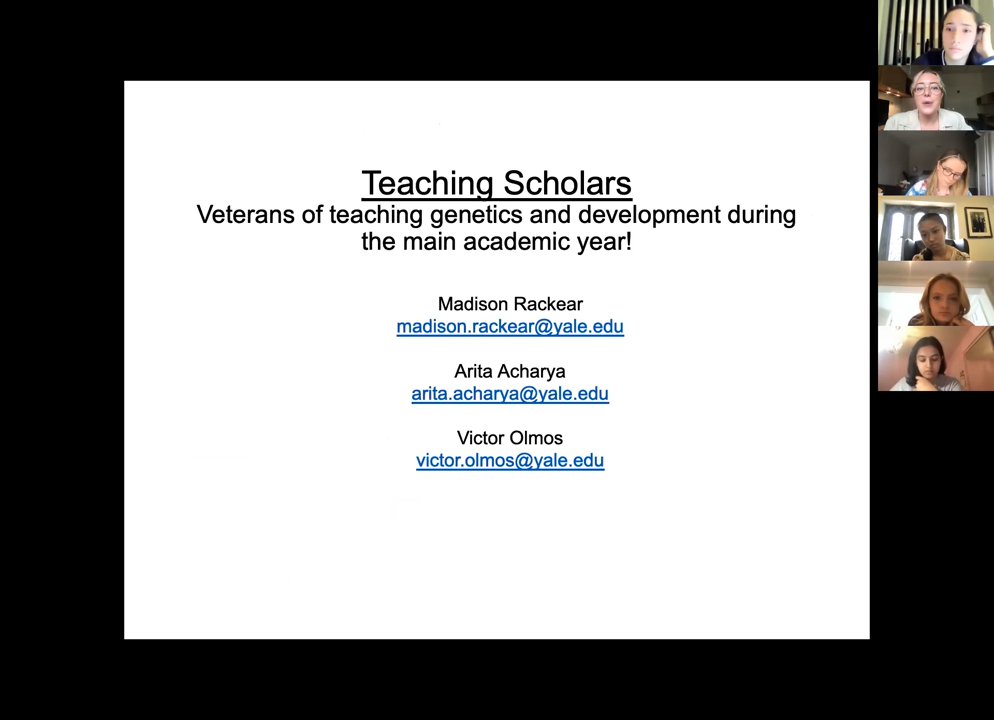 Teaching Scholars
Veterans of teaching genetics and development during
the main academic year!
Madison Rackear
madison.rackear@yale.edu
Arita Acharya
arita.acharya@yale.edu
Victor Olmos
victor.olmos@yale.edu